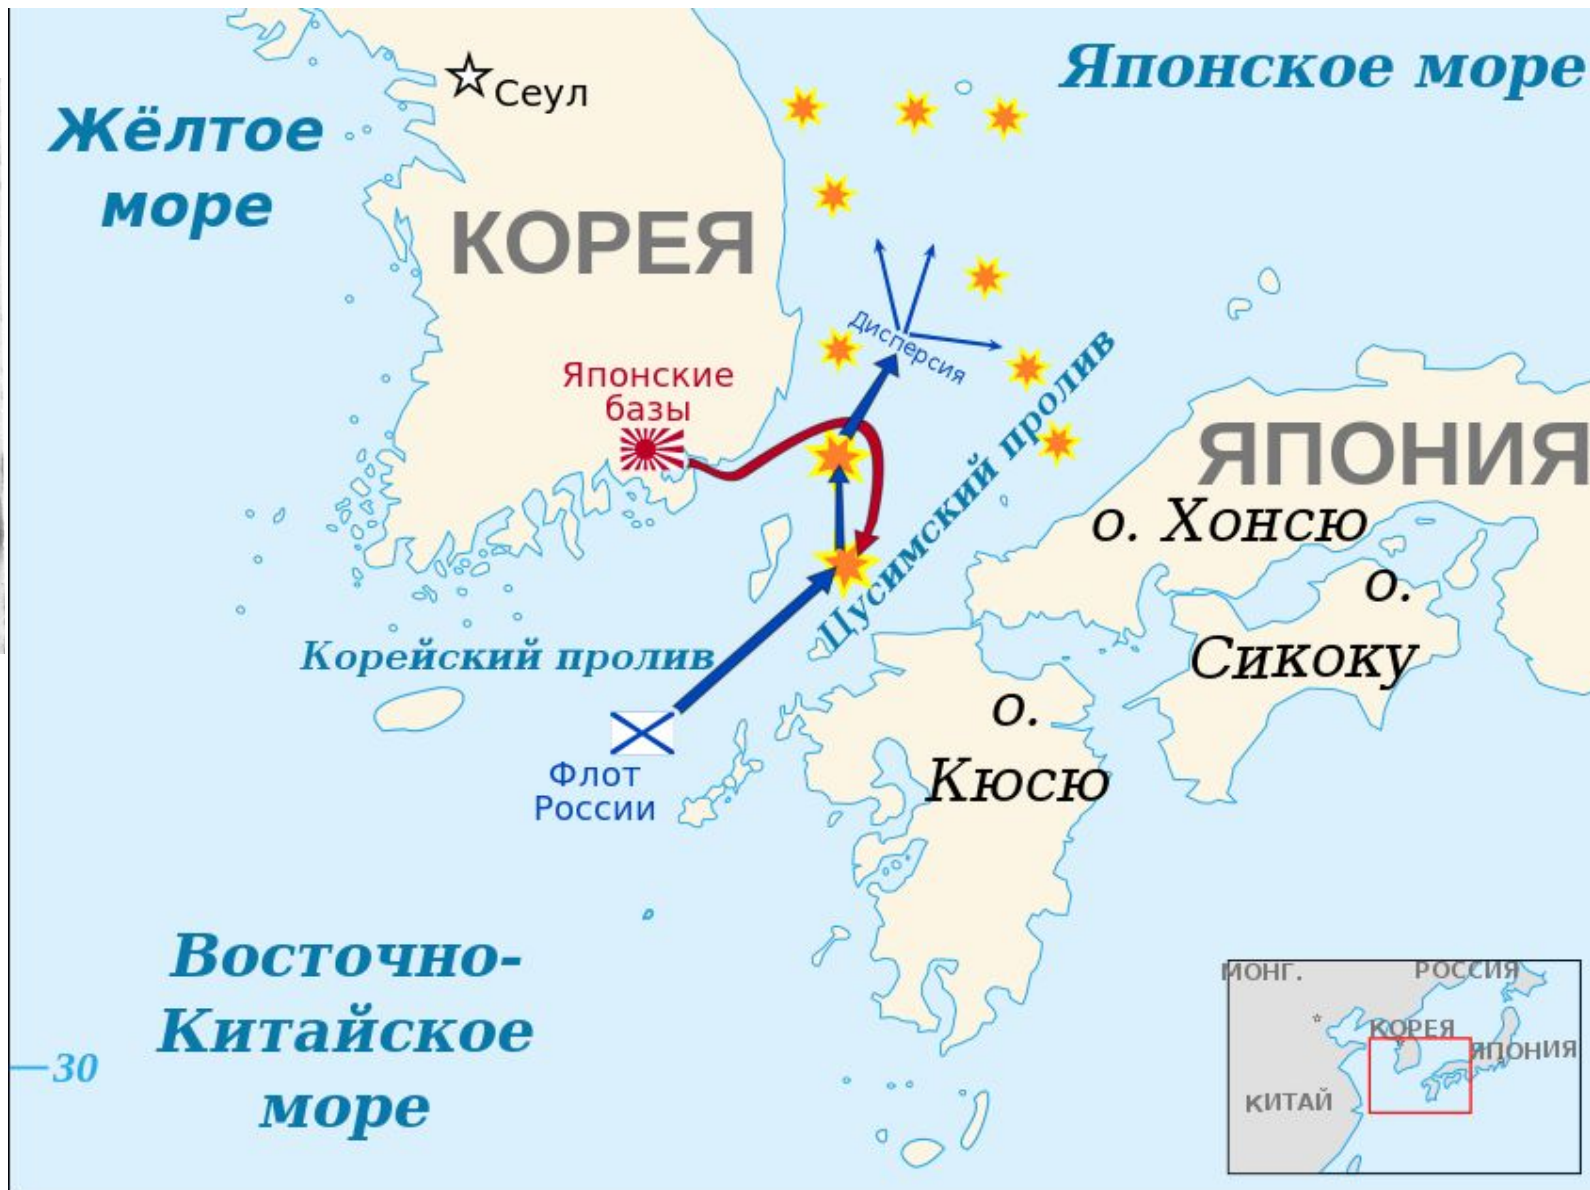 Японское море
Сеул
Жёлтое
море
КОРЕЯ
Дисперсия
Японские
базы
Цусимский пролив
ЯПОНИЯ
о. Хонсю
о.
Сикоку
Корейский пролив
о.
Кюсю
Флот
России
Восточно-
Китайское
море
30
МОНГ.
РОССИЯ
КОРЕЯ
ЯПОНИЯ
КИТАЙ